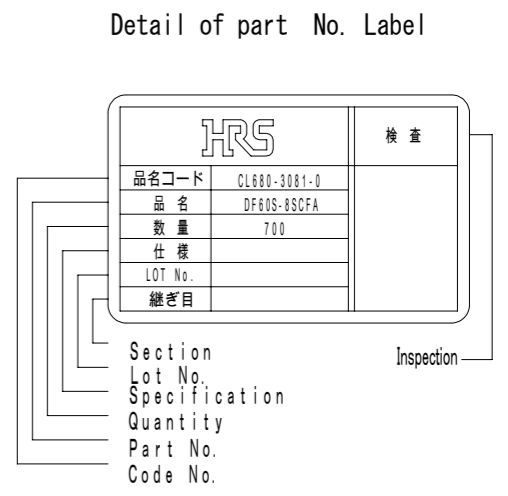 Detail of part No. Label
HRS
検 査
品名コード CL680-3081-0
品 名 DF60S-8SCFA
数 量 700
仕 様
LOT No.
継ぎ目
Section
Inspection
Lot No.
Specification
Quantity
Part No.
Code No.